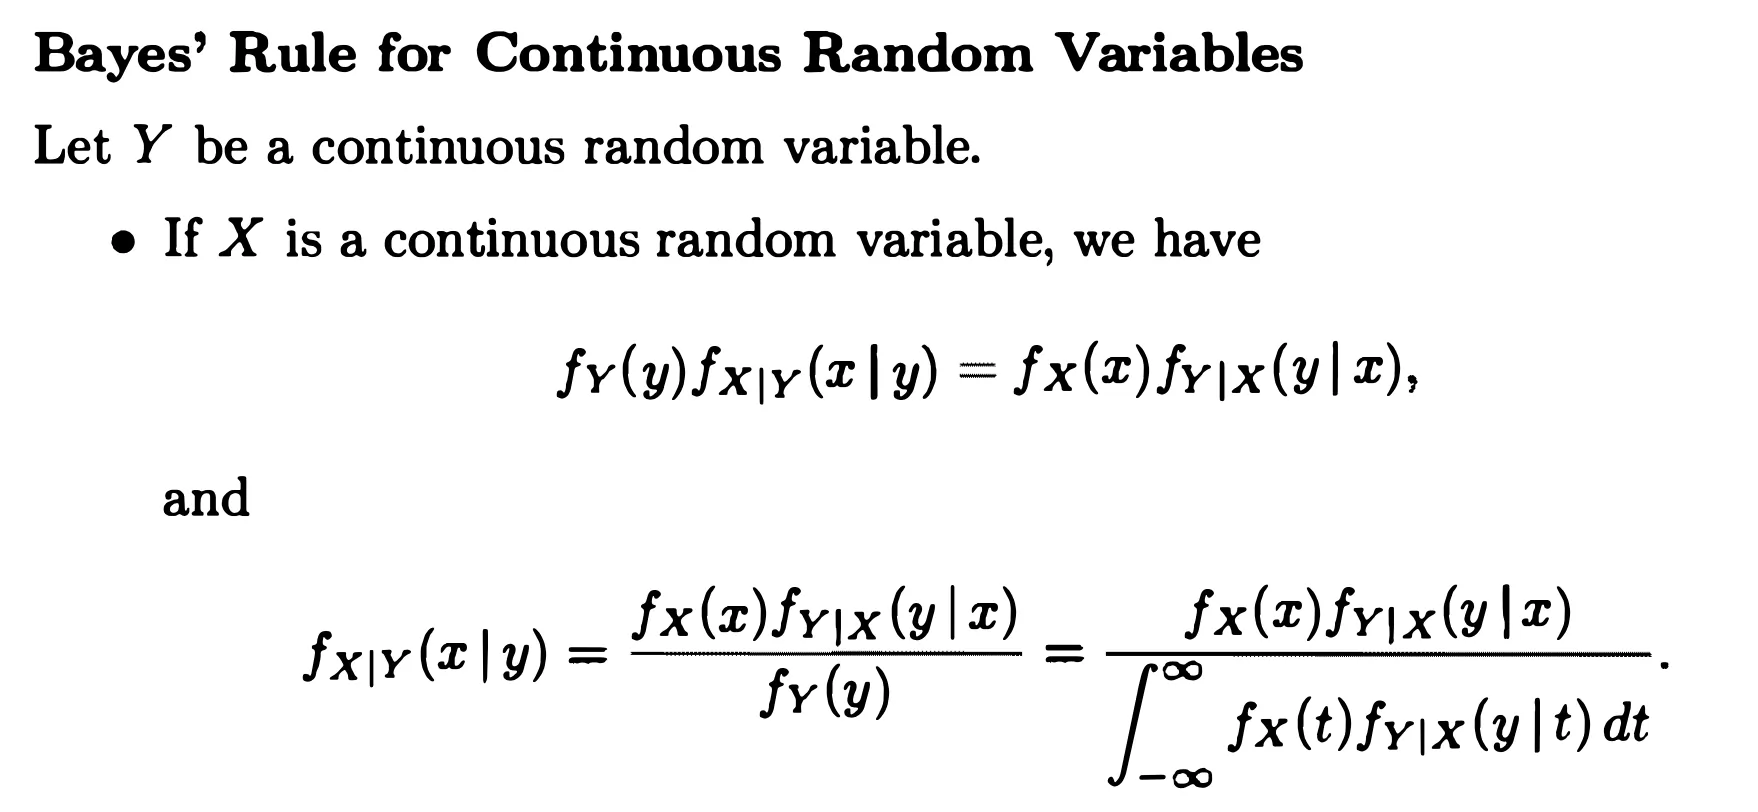 Bayes' Rule for Continuous Random Variables
Let Y be a continuous random variable.
• If X is a continuous random variable, we have
f_Y(y) f_{X|Y}(x | y) = f_X(x) f_{Y|X}(y | x),
and
f_{X|Y}(x | y) = \frac{f_X(x) f_{Y|X}(y | x)}{f_Y(y)} = \frac{f_X(x) f_{Y|X}(y | x)}{\int_{-\infty}^{\infty} f_X(t) f_{Y|X}(y | t) dt}.